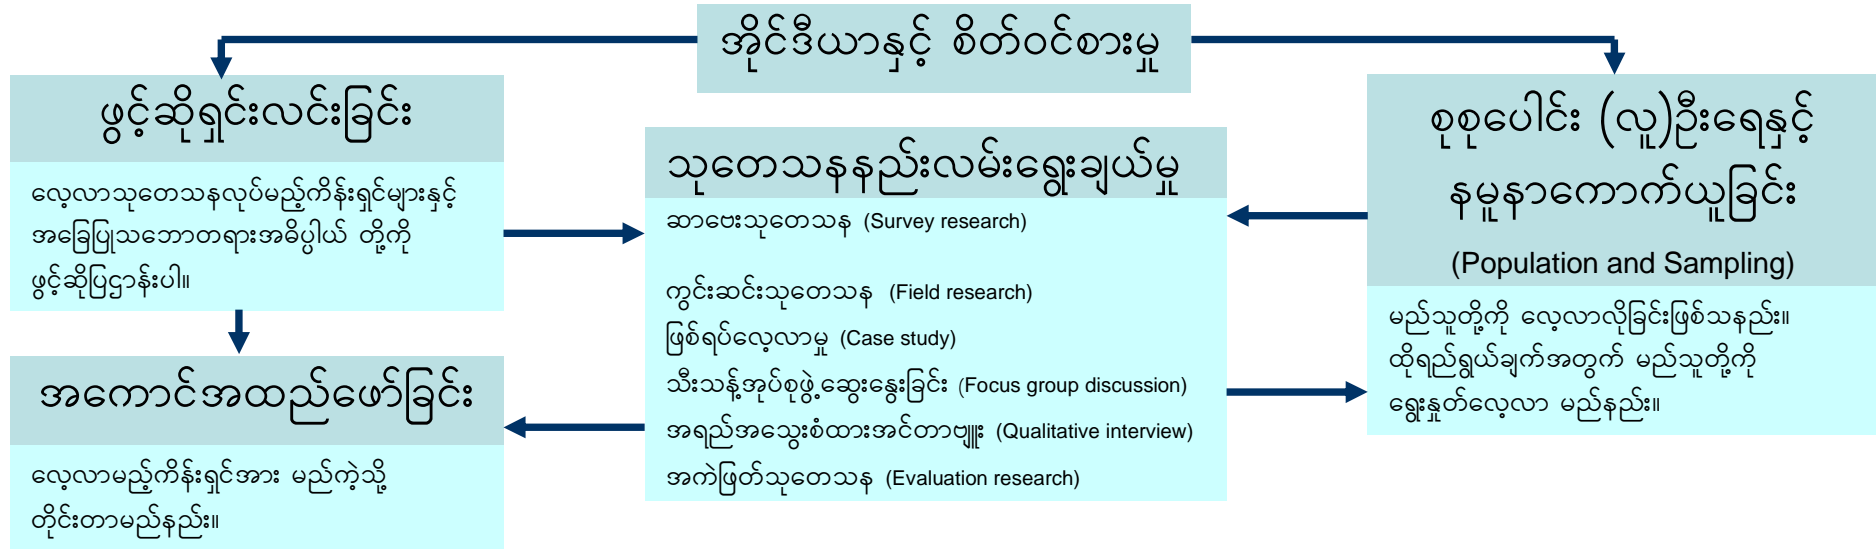 အိုင်ဒီယာနှင့် စိတ်ဝင်စားမှု
ဖွင့်ဆိုရှင်းလင်းခြင်း
လေ့လာသုတေသနလုပ်မည့်ကိန်းရှင်များနှင့်
အခြေပြုသဘောတရားအဓိပ္ပါယ် တို့ကို
ဖွင့်ဆိုပြဌာန်းပါ။
အကောင်အထည်ဖော်ခြင်း
လေ့လာမည့်ကိန်းရှင်အား မည်ကဲ့သို့
တိုင်းတာမည်နည်း။
သုတေသနနည်းလမ်းရွေးချယ်မှု
ဆာဗေးသုတေသန (Survey research)
ကွင်းဆင်းသုတေသန (Field research)
ဖြစ်ရပ်လေ့လာမှု (Case study)
သီးသန့်အုပ်စုဖွဲ့ဆွေးနွေးခြင်း (Focus group discussion)
အရည်အသွေးစံထားအင်တာဗျူး (Qualitative interview)
အကဲဖြတ်သုတေသန (Evaluation research)
စုစုပေါင်း (လူ)ဦးရေနှင့်
နမူနာကောက်ယူခြင်း
(Population and Sampling)
မည်သူတို့ကို လေ့လာလိုခြင်းဖြစ်သနည်း။
ထိုရည်ရွယ်ချက်အတွက် မည်သူတို့ကို
ရွေးနှုတ်လေ့လာ မည်နည်း။